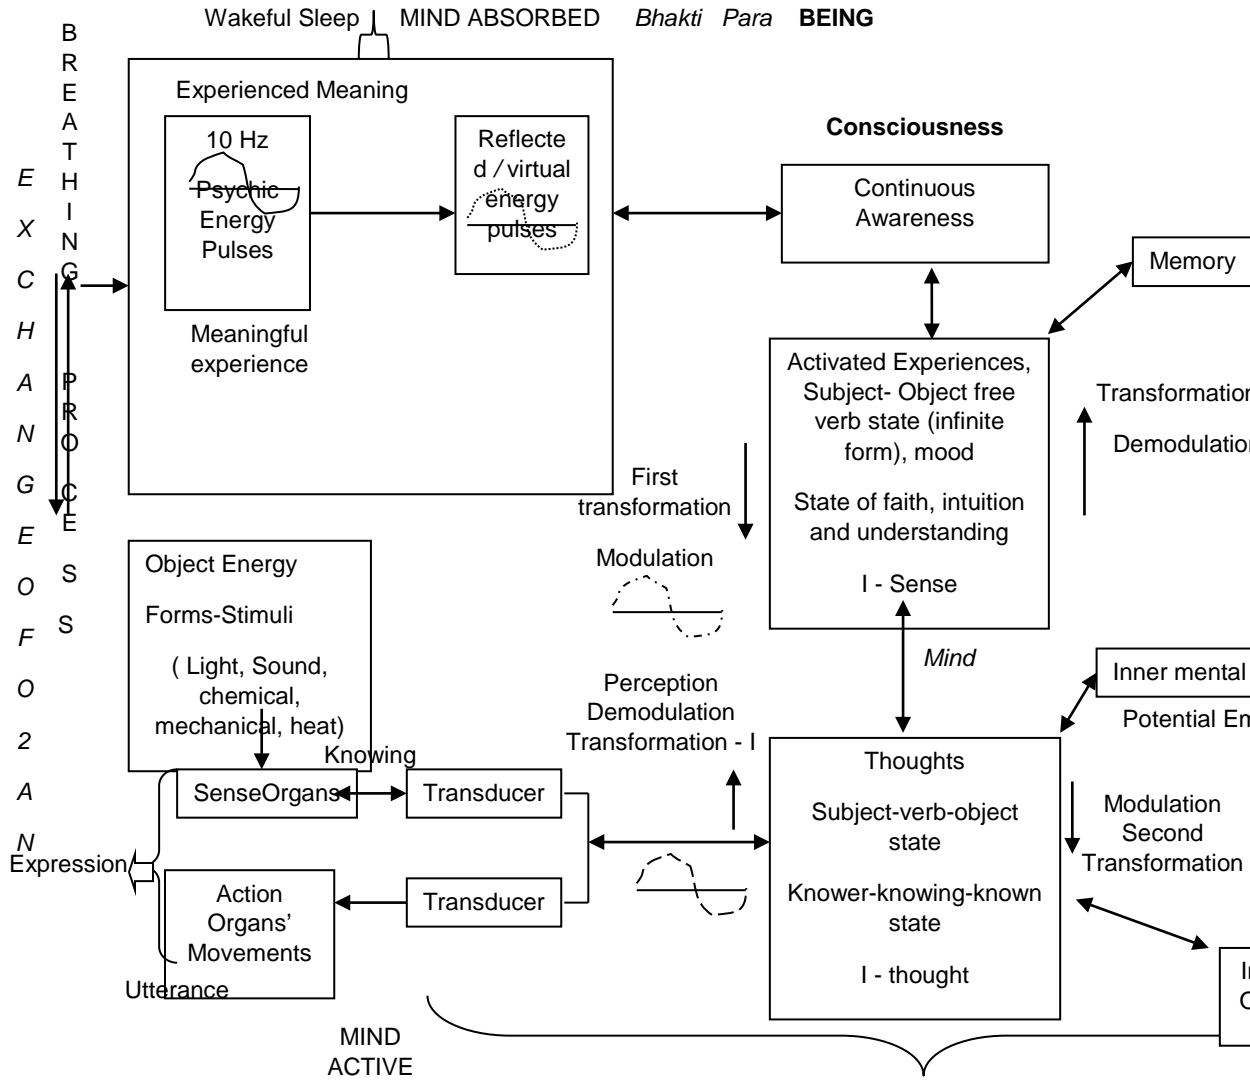 Wakeful Sleep MIND ABSORBED Bhakti Para BEING
BREATHING PROCESS
EXCHANGE OF O2 AN
Experienced Meaning
10 Hz
Psychic
Energy
Pulses
Reflecte
d / virtual
energy
pulses
Meaningful
experience
Consciousness
Continuous
Awareness
Memory
Activated Experiences,
Subject- Object free
verb state (infinite
form), mood
State of faith, intuition
and understanding
I - Sense
Transformation
Demodulation
First
transformation
Modulation
Object Energy
Forms-Stimuli
( Light, Sound,
chemical,
mechanical, heat)
Mind
Inner mental
Potential Em
Perception
Demodulation
Transformation - I
Knowing
SenseOrgans
Transducer
Thoughts
Subject-verb-object
state
Knower-knowing-known
state
I - thought
Modulation
Second
Transformation
Expression
Action
Organs’
Movements
Transducer
Utterance
MIND
ACTIVE